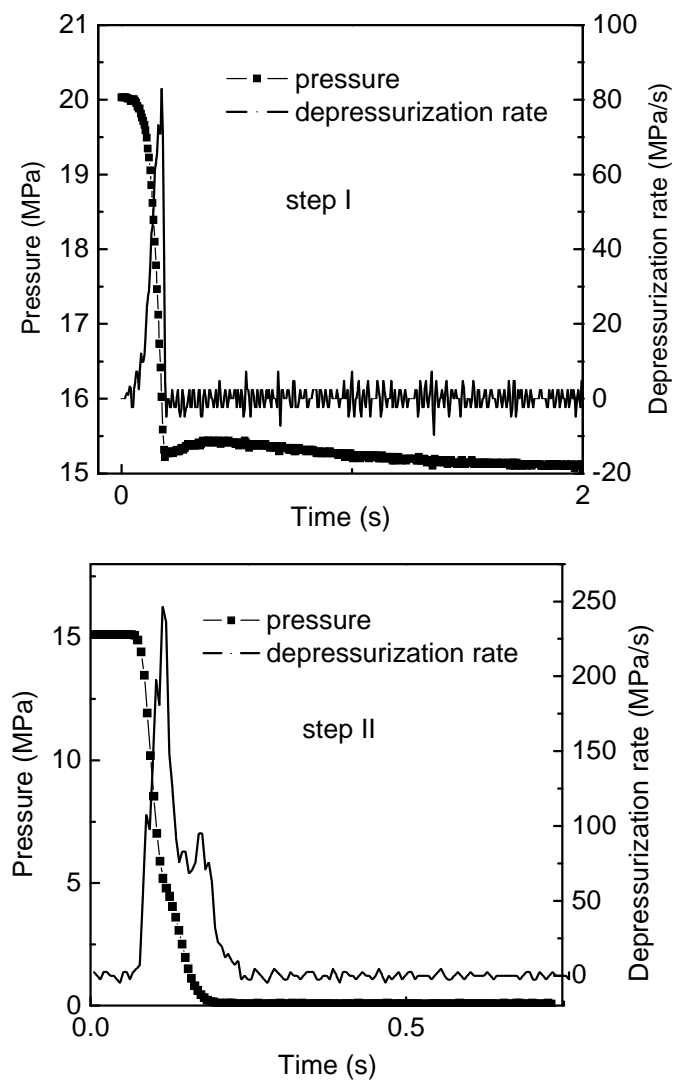 21
20
19
18
17
16
15
Pressure (MPa)
pressure
depressurization rate
step I
100
80
60
40
20
0
-20
Depressurization rate (MPa/s)
0
2
Time (s)
15
10
5
0
Pressure (MPa)
pressure
depressurization rate
step II
250
200
150
100
50
0
Depressurization rate (MPa/s)
0.0
0.5
Time (s)